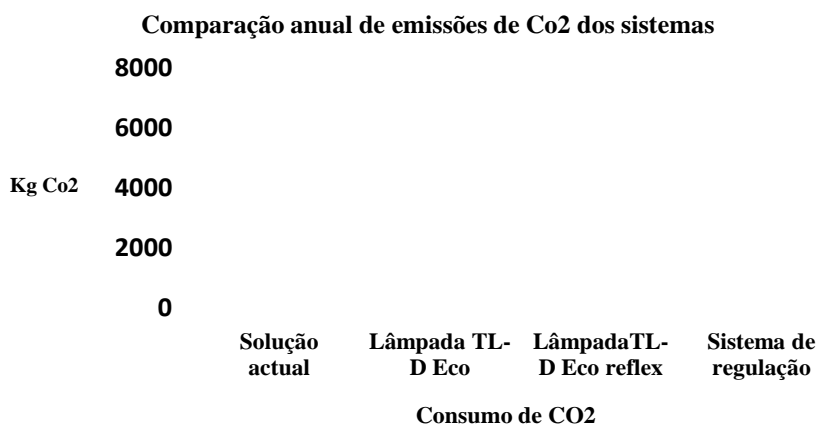 Comparação anual de emissões de Co2 dos sistemas
8000
6000
Kg Co2
4000
2000
0
Solução
actual
Lâmpada TL-
D Eco
LâmpadaTL-
D Eco reflex
Sistema de
regulação
Consumo de CO2